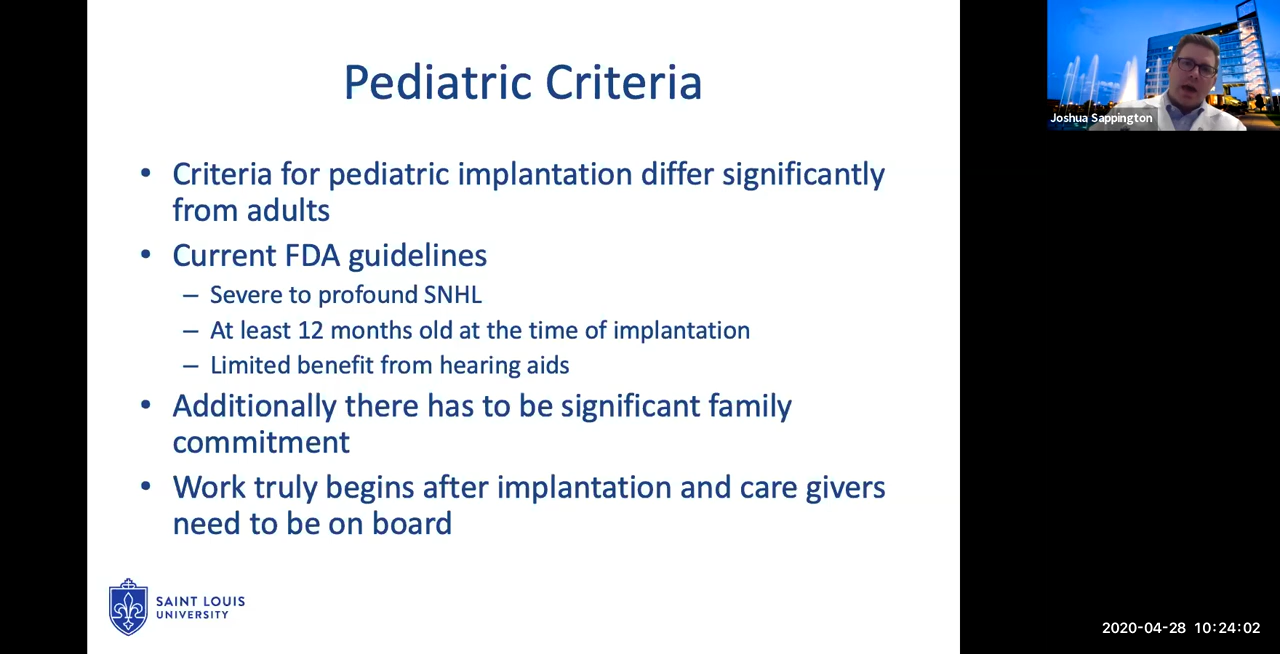 Pediatric Criteria
• Criteria for pediatric implantation differ significantly
from adults
• Current FDA guidelines
– Severe to profound SNHL
– At least 12 months old at the time of implantation
– Limited benefit from hearing aids
• Additionally there has to be significant family
commitment
• Work truly begins after implantation and care givers
need to be on board
SAINT LOUIS
UNIVERSITY
Joshua Sappington
2020-04-28 10:24:02